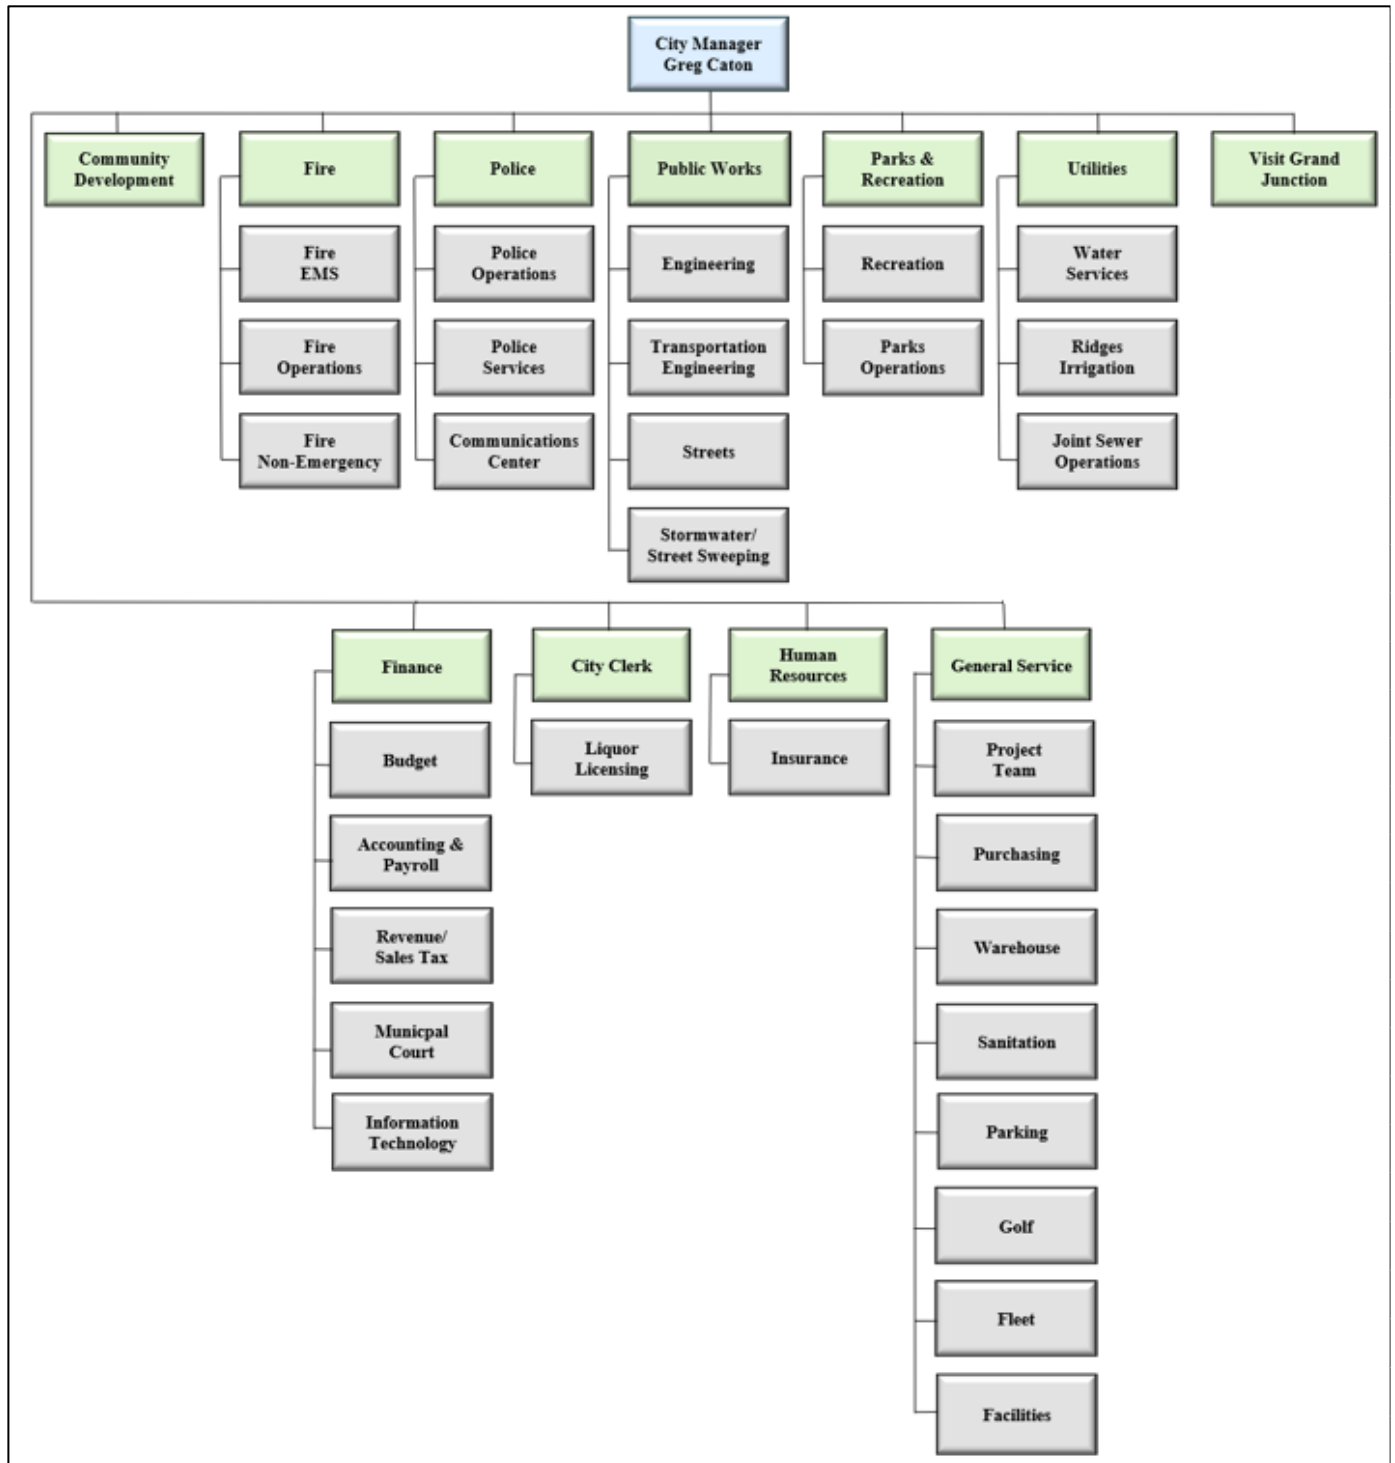 City Manager
Greg Caton
Community
Development
Fire
Police
Public Works
Parks &
Recreation
Utilities
Visit Grand
Junction
Fire
EMS
Police
Operations
Engineering
Recreation
Water
Services
Fire
Operations
Police
Services
Transportation
Engineering
Parks
Operations
Ridges
Irrigation
Fire
Non-Emergency
Communications
Center
Streets
Joint Sewer
Operations
Stormwater/
Street Sweeping
Finance
City Clerk
Human
Resources
General Service
Budget
Liquor
Licensing
Insurance
Project
Team
Accounting &
Payroll
Purchasing
Revenue/
Sales Tax
Warehouse
Municpal
Court
Sanitation
Information
Technology
Parking
Golf
Fleet
Facilities